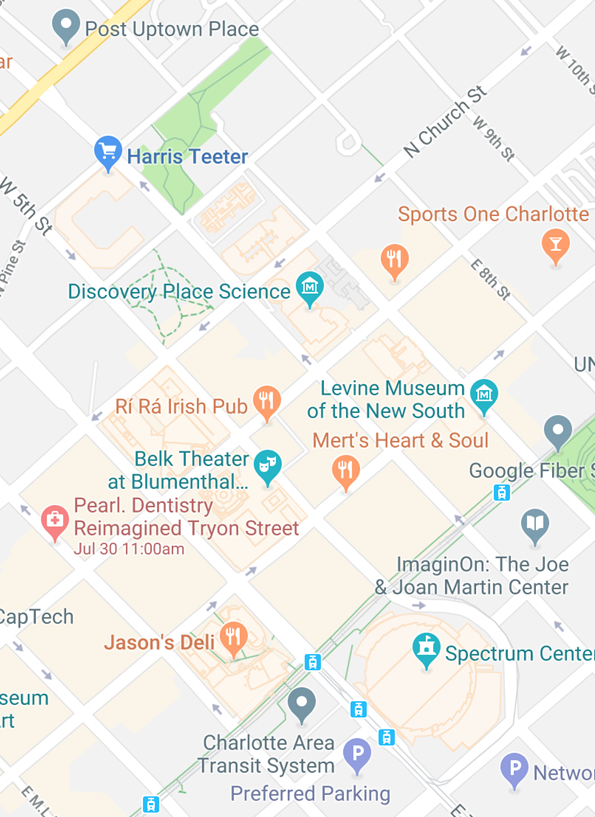 Post Uptown Place
ar
W 10th S
N Church St
Harris Teeter
W 9th St
W 5th St
Sports One Charlotte
N Pine St
E 8th St
Discovery Place Science
UN
Levine Museum
of the New South
Rí Rá Irish Pub
Mert's Heart & Soul
Belk Theater
at Blumenthal...
Google Fiber S
Pearl. Dentistry
Reimagined Tryon Street
Jul 30 11:00am
ImaginOn: The Joe
& Joan Martin Center
CapTech
Jason's Deli
Spectrum Center
seum
rt
Charlotte Area
Transit System
P
Preferred Parking
P
Networ
E M.L.
E